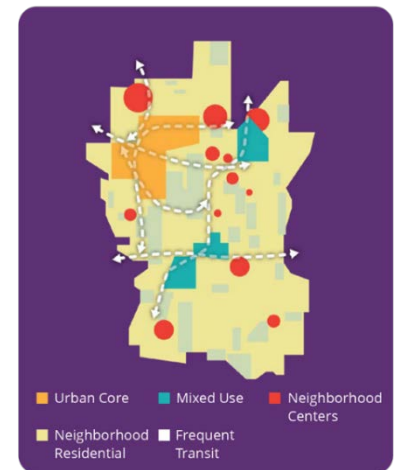 Urban Core
Mixed Use
Neighborhood
Centers
Neighborhood
Residential
Frequent
Transit